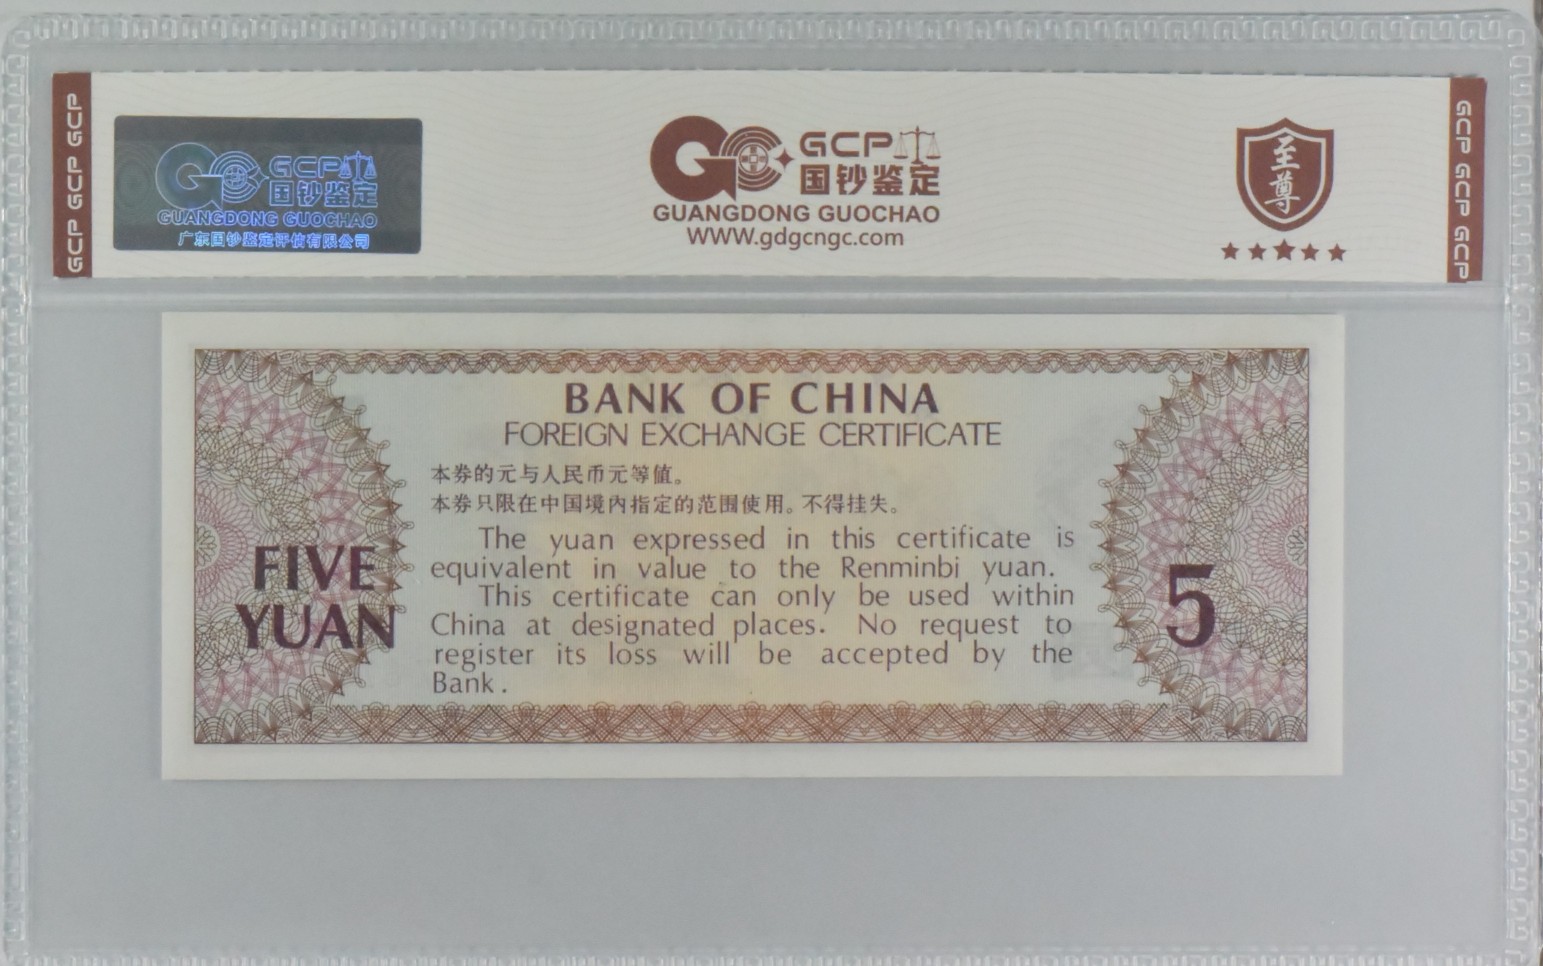 GCP GCP GCP
GCP
国钞鉴定
GUANGDONG GUOCHAO
广东国钞鉴定评估有限公司
GCP
国钞鉴定
GUANGDONG GUOCHAO
WWW.gdgcngc.com
至尊
GCP GCP GCP
BANK OF CHINA
FOREIGN EXCHANGE CERTIFICATE
本券的元与人民币元等值。
本券只限在中国境内指定的范围使用。不得挂失。
The yuan expressed in this certificate is
equivalent in value to the Renminbi yuan.
This certificate can only be used within
China at designated places. No request to
register its loss will be accepted by the
Bank.
FIVE
YUAN
5